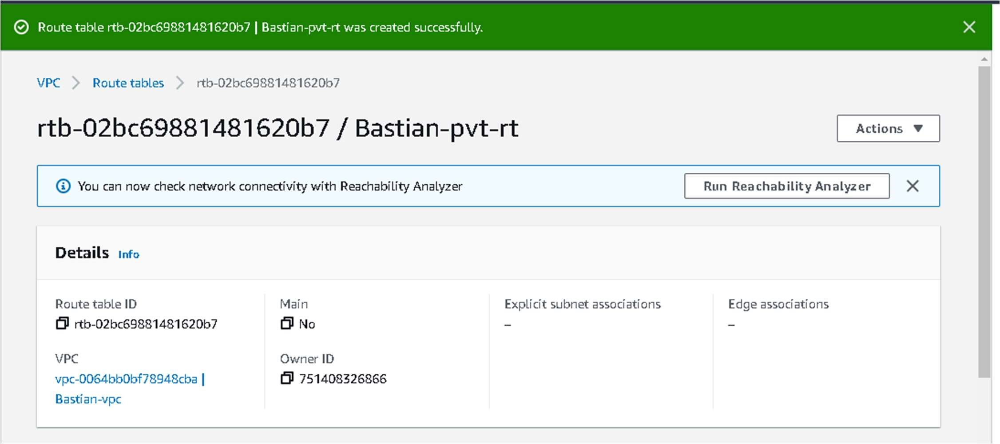 Route table rtb-02bc69881481620b7 | Bastian-pvt-rt was created successfully.
VPC > Route tables > rtb-02bc69881481620b7
rtb-02bc69881481620b7 / Bastian-pvt-rt
Actions
You can now check network connectivity with Reachability Analyzer
Run Reachability Analyzer
Details Info
Route table ID
rtb-02bc69881481620b7
Main
No
Explicit subnet associations
–
Edge associations
–
VPC
vpc-0064bb0bf78948cba |
Bastian-vpc
Owner ID
751408326866